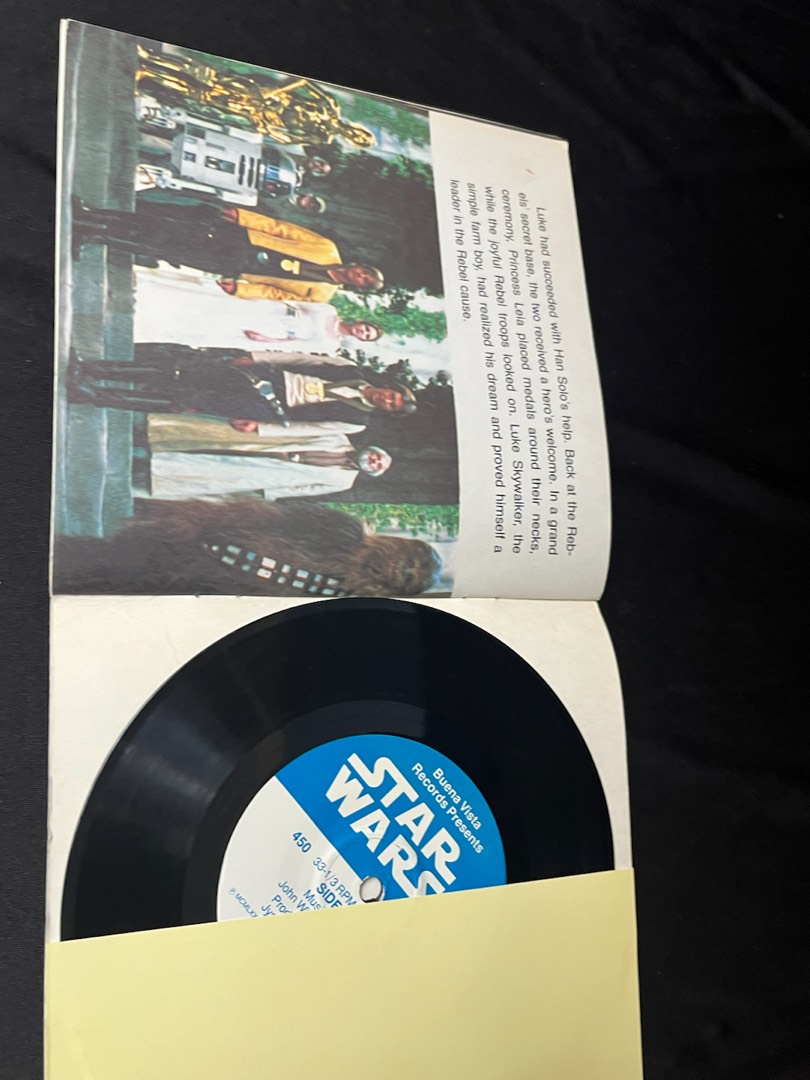 Luke had succeeded with Han Solo's help. Back at the Reb-
els' secret base, the two received a hero's welcome. In a grand
ceremony, Princess Leia placed medals around their necks,
while the joyful Rebel troops looked on. Luke Skywalker, the
simple farm boy, had realized his dream and proved himself a
leader in the Rebel cause.
Buena Vista
Records Presents
STAR
WARS
450
33-1/3 RPM
SIDE
John